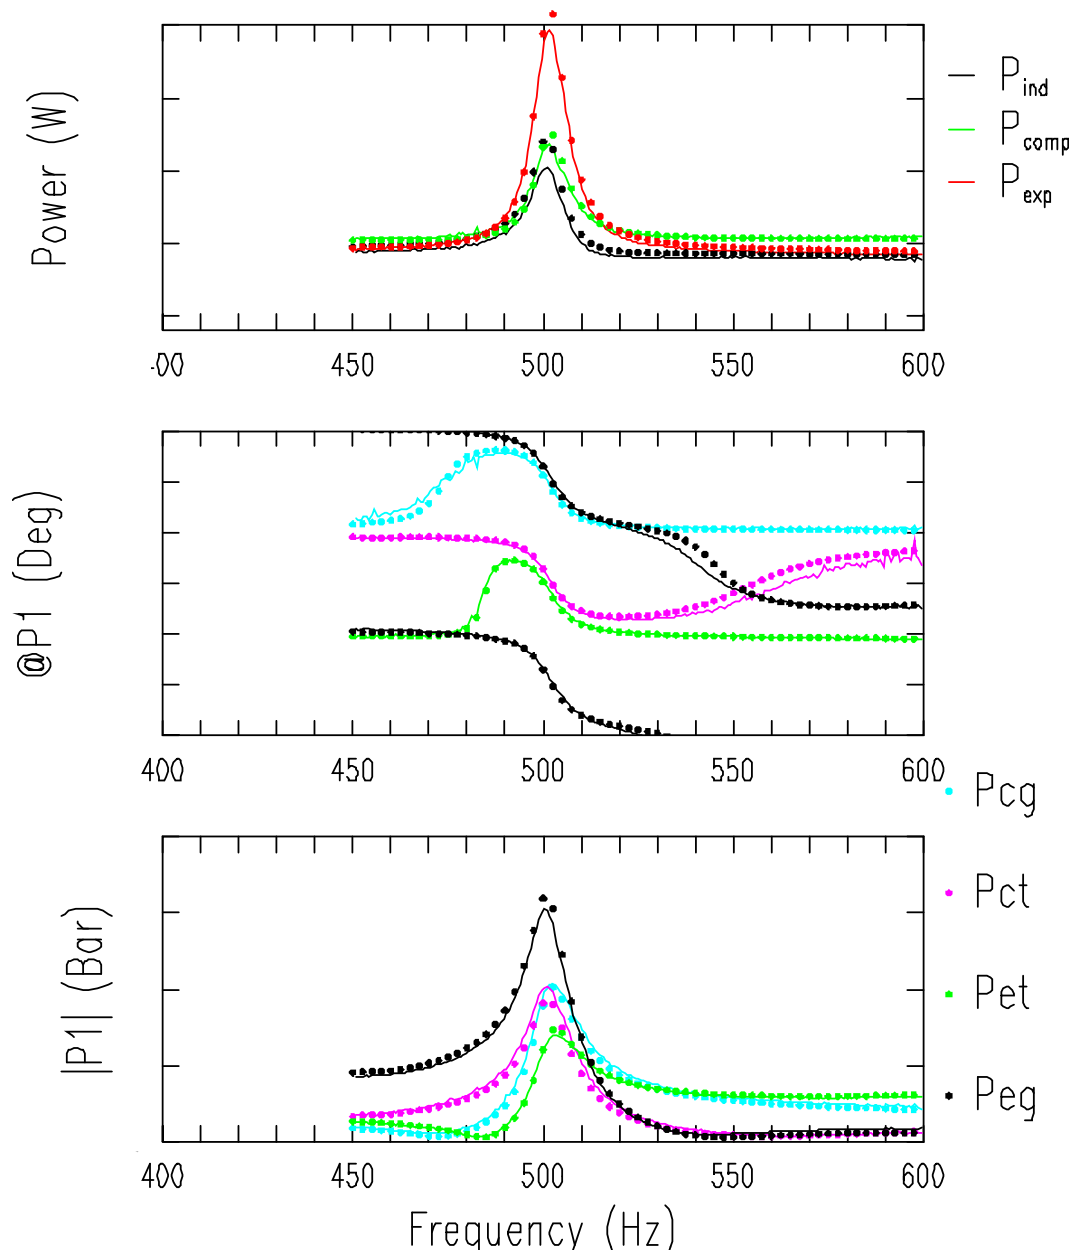 Power (W)
P_ind
P_comp
P_exp
400 450 500 550 600
@P1 (Deg)
400 450 500 550 600
|P1| (Bar)
Pcg
Pct
Pet
Peg
400 450 500 550 600
Frequency (Hz)